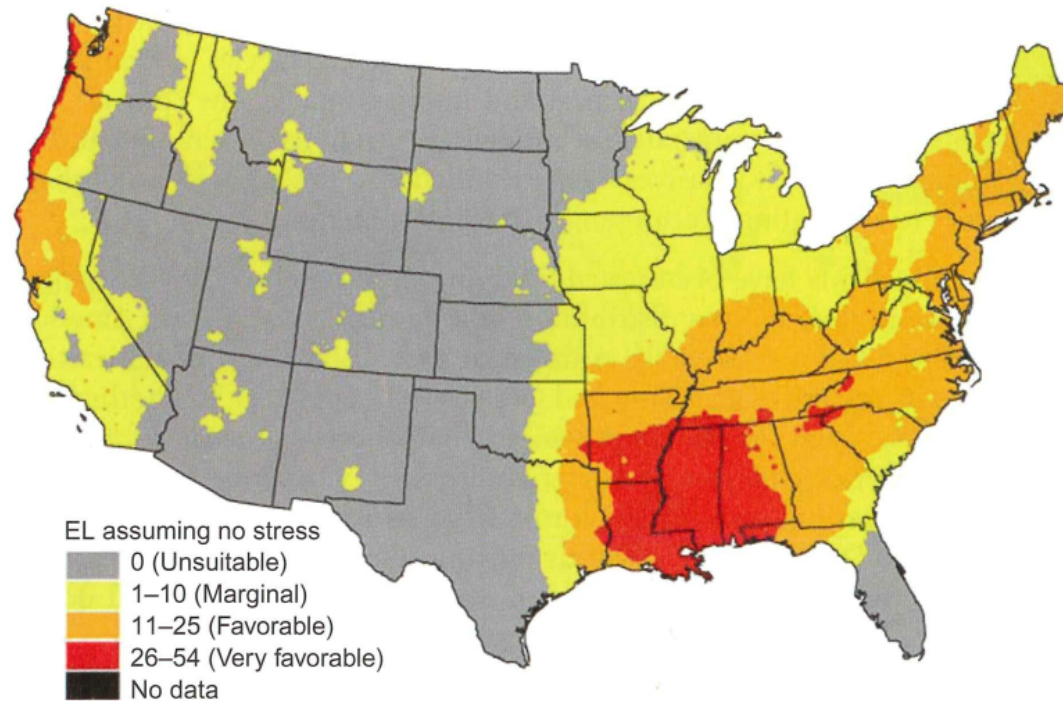 EL assuming no stress
0 (Unsuitable)
1–10 (Marginal)
11–25 (Favorable)
26–54 (Very favorable)
No data